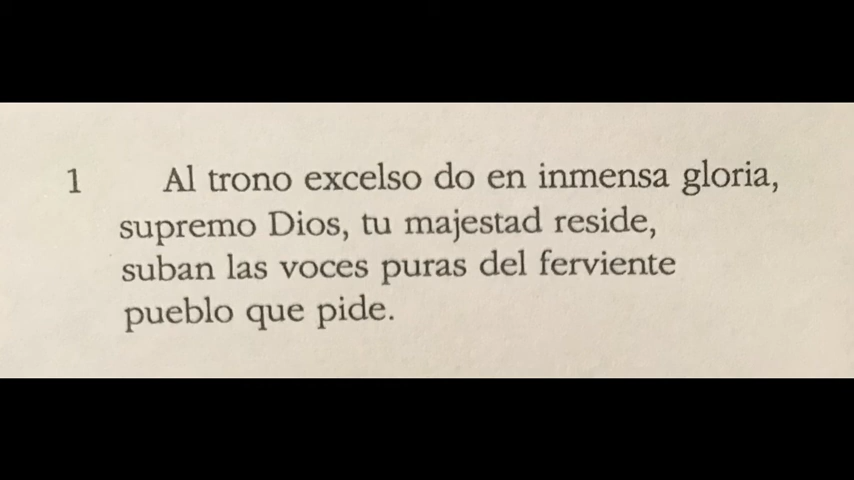 1 Al trono excelso do en inmensa gloria,
supremo Dios, tu majestad reside,
suban las voces puras del ferviente
pueblo que pide.